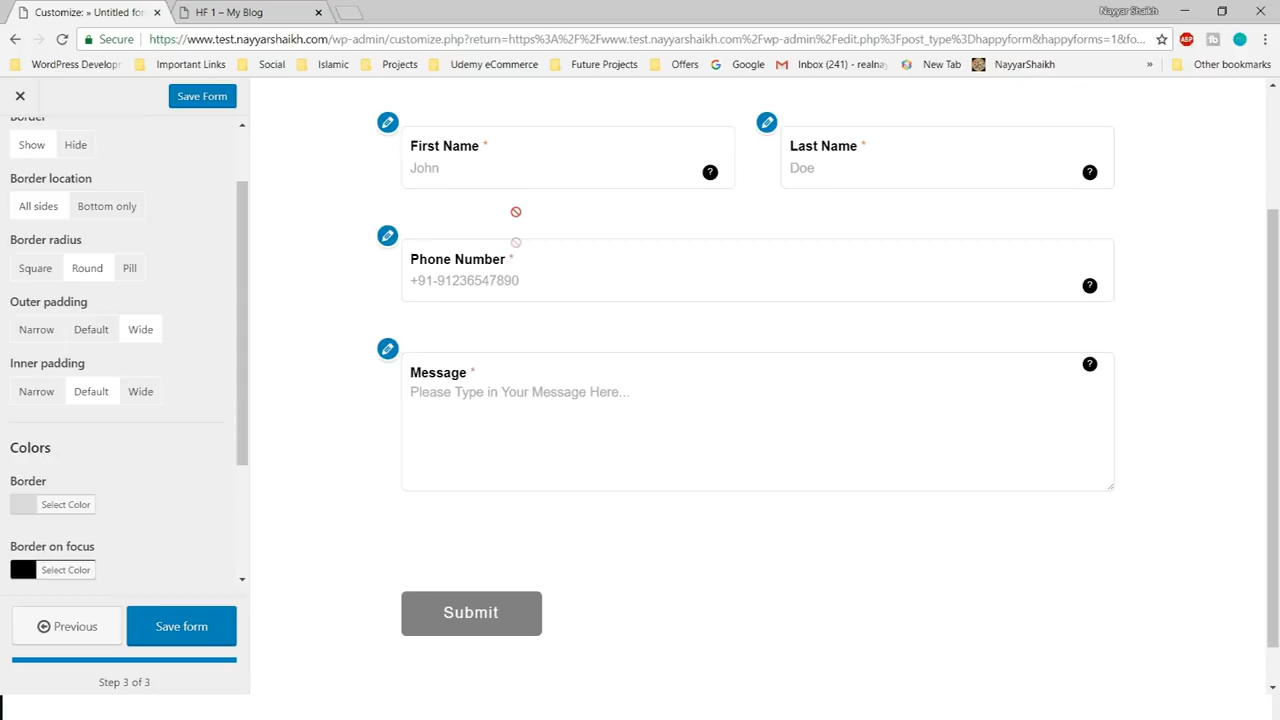 Customize: » Untitled for
HF 1 – My Blog
Nayyar Shaikh
Secure
https://www.test.nayyarshaikh.com/wp-admin/customize.php?return=https%3A%2F%2Fwww.test.nayyarshaikh.com%2Fwp-admin%2Fedit.php%3Fpost_type%3Dhappyform&happyforms=1&fo...
ABP
WordPress Develop
Important Links
Social
Islamic
Projects
Udemy eCommerce
Future Projects
Offers
Google
Inbox (241) - realna
New Tab
NayyarShaikh
»
Other bookmarks
Save Form
Border
Show
Hide
Border location
All sides
Bottom only
Border radius
Square
Round
Pill
Outer padding
Narrow
Default
Wide
Inner padding
Narrow
Default
Wide
Colors
Border
Select Color
Border on focus
Select Color
Previous
Save form
Step 3 of 3
First Name *
John
?
Last Name *
Doe
?
Phone Number *
+91-91236547890
?
Message *
Please Type in Your Message Here...
?
Submit